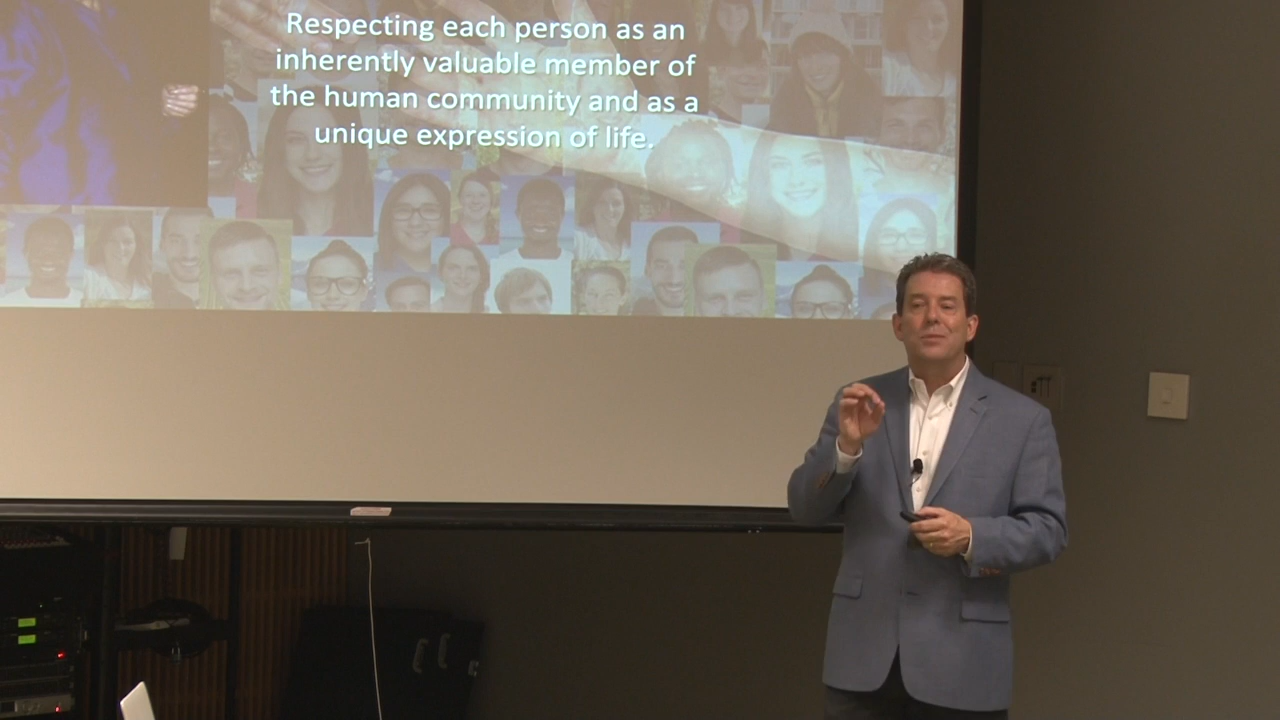 Respecting each person as an
inherently valuable member of
the human community and as a
unique expression of life.